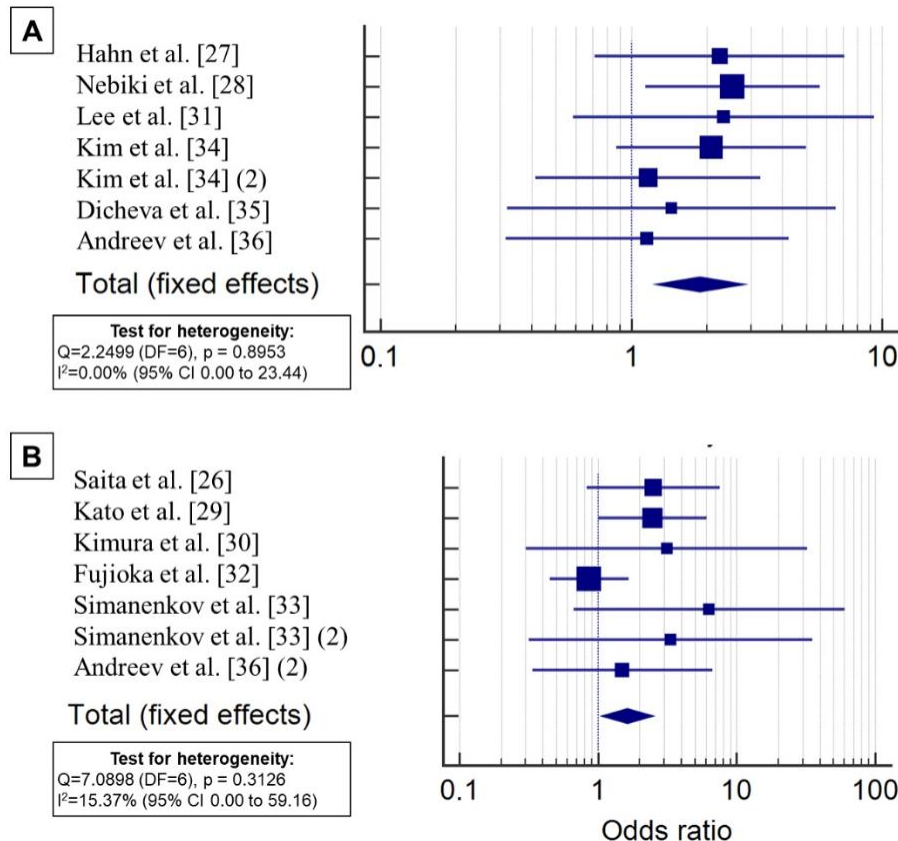 A
Hahn et al. [27]
Nebiki et al. [28]
Lee et al. [31]
Kim et al. [34]
Kim et al. [34] (2)
Dicheva et al. [35]
Andreev et al. [36]
Total (fixed effects)
Test for heterogeneity:
Q=2.2499 (DF=6), p = 0.8953
I²=0.00% (95% CI 0.00 to 23.44)
0.1 1 10
B
Saita et al. [26]
Kato et al. [29]
Kimura et al. [30]
Fujioka et al. [32]
Simanenkov et al. [33]
Simanenkov et al. [33] (2)
Andreev et al. [36] (2)
Total (fixed effects)
Test for heterogeneity:
Q=7.0898 (DF=6), p = 0.3126
I²=15.37% (95% CI 0.00 to 59.16)
0.1 1 10 100
Odds ratio